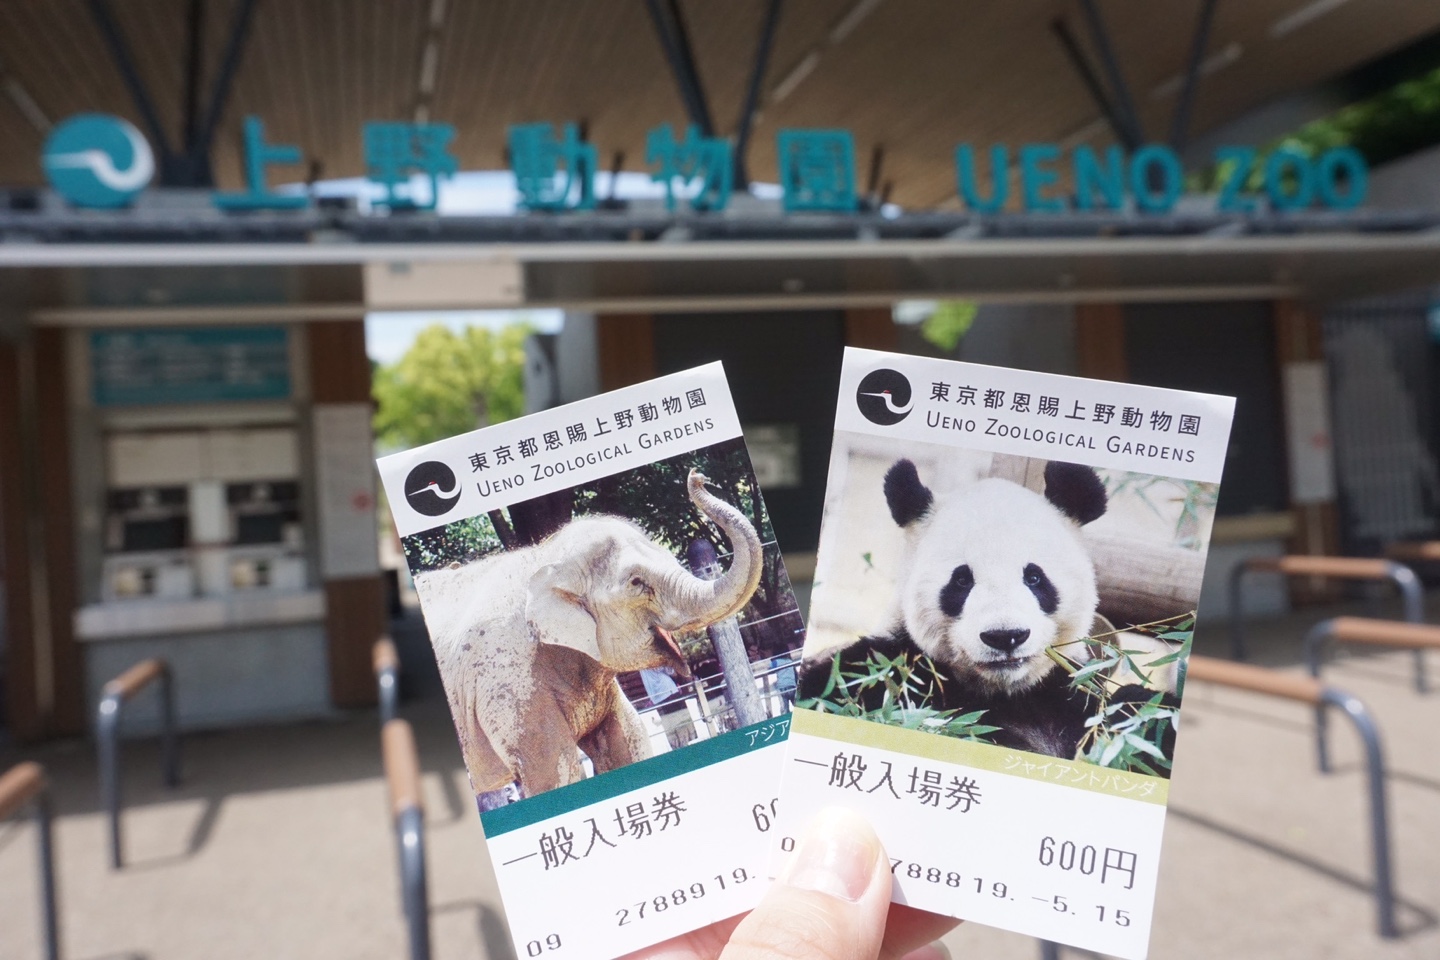 上野動物園 UENO ZOO
東京都恩賜上野動物園
UENO ZOOLOGICAL GARDENS
アジア
一般入場券
60
27889 19.
09
東京都恩賜上野動物園
UENO ZOOLOGICAL GARDENS
ジャイアントパンダ
一般入場券
600円
0 7888 19. -5. 15